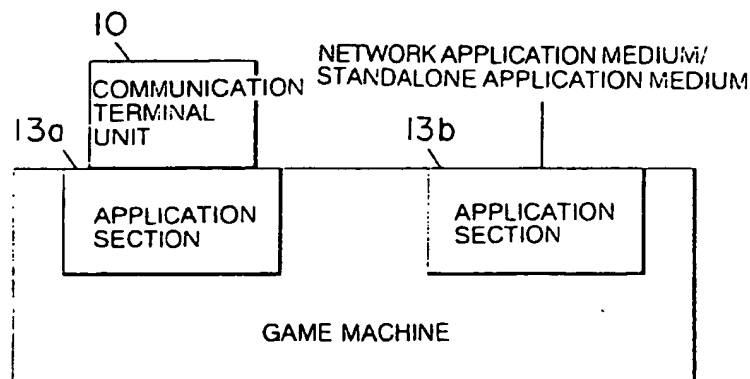 10
COMMUNICATION
TERMINAL
UNIT
NETWORK APPLICATION MEDIUM/
STANDALONE APPLICATION MEDIUM
13a
13b
APPLICATION
SECTION
APPLICATION
SECTION
GAME MACHINE